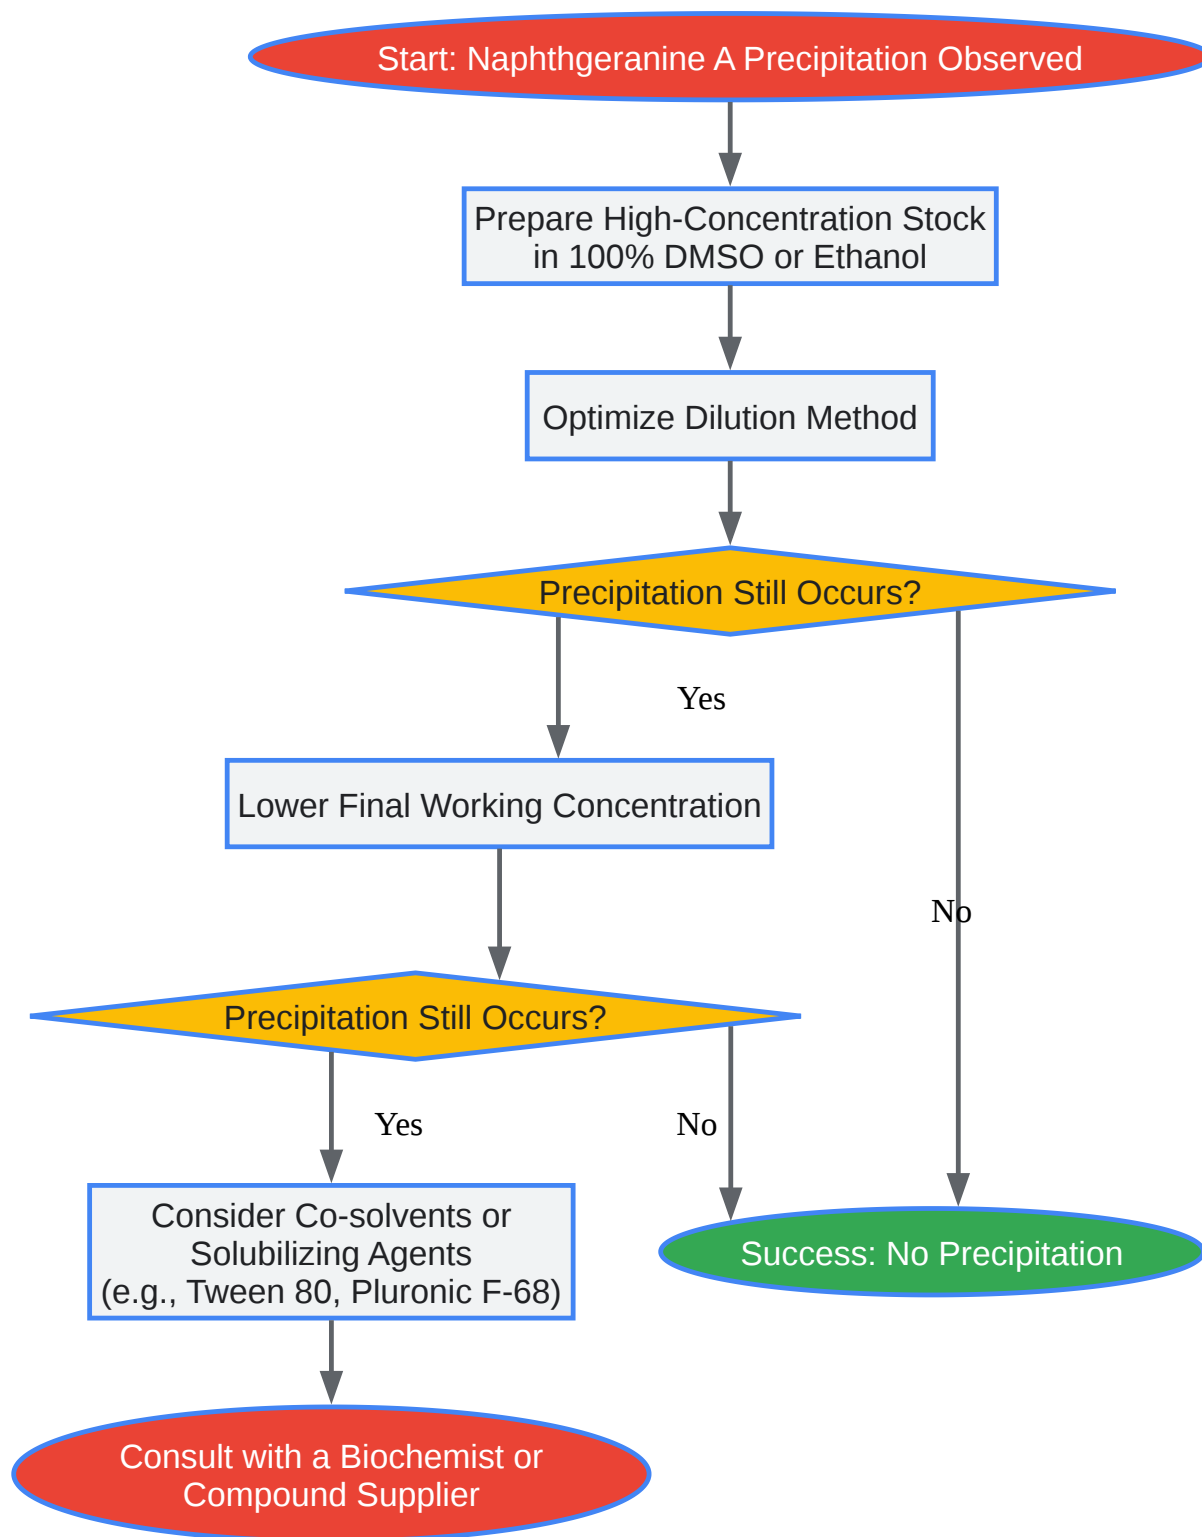 Start: Naphthgeranine A Precipitation Observed
Prepare High-Concentration Stock
in 100% DMSO or Ethanol
Optimize Dilution Method
Precipitation Still Occurs?
Yes
Lower Final Working Concentration
No
Precipitation Still Occurs?
Yes
No
Consider Co-solvents or
Solubilizing Agents
(e.g., Tween 80, Pluronic F-68)
Success: No Precipitation
Consult with a Biochemist or
Compound Supplier